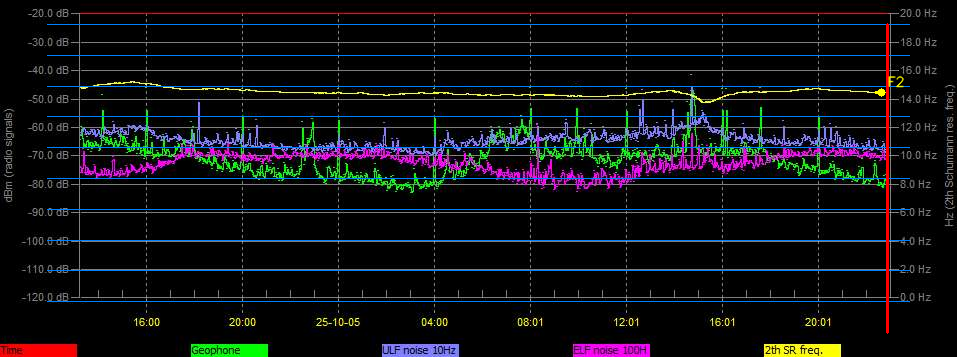 -20.0 dB 20.0 Hz
-30.0 dB 18.0 Hz
-40.0 dB 16.0 Hz
F2
-50.0 dB 14.0 Hz
-60.0 dB 12.0 Hz
-70.0 dB 10.0 Hz
-80.0 dB 8.0 Hz
-90.0 dB 6.0 Hz
-100.0 dB 4.0 Hz
-110.0 dB 2.0 Hz
-120.0 dB 0.0 Hz
dBm (radio signals)
Hz (2th Schumann res. freq.)
16:00 20:00 25-10-05 04:00 08:01 12:01 16:01 20:01
Time Geophone ULF noise 10Hz ELF noise 100H 2th SR freq.